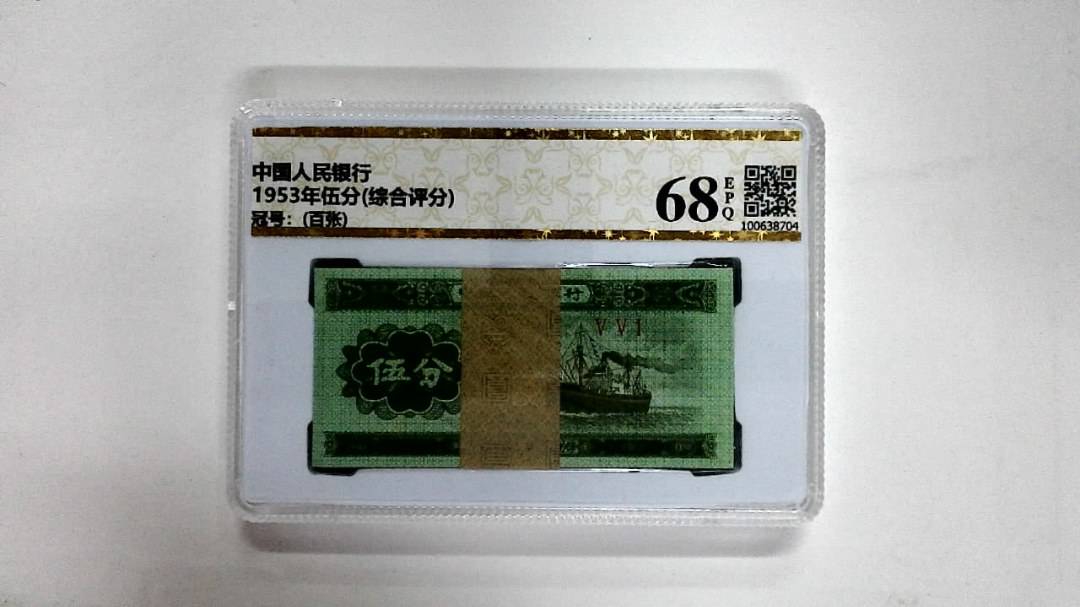 中国人民银行
1953年伍分(综合评分)
冠号：(百张)
68
EPQ
100638704
行
V V I
伍分